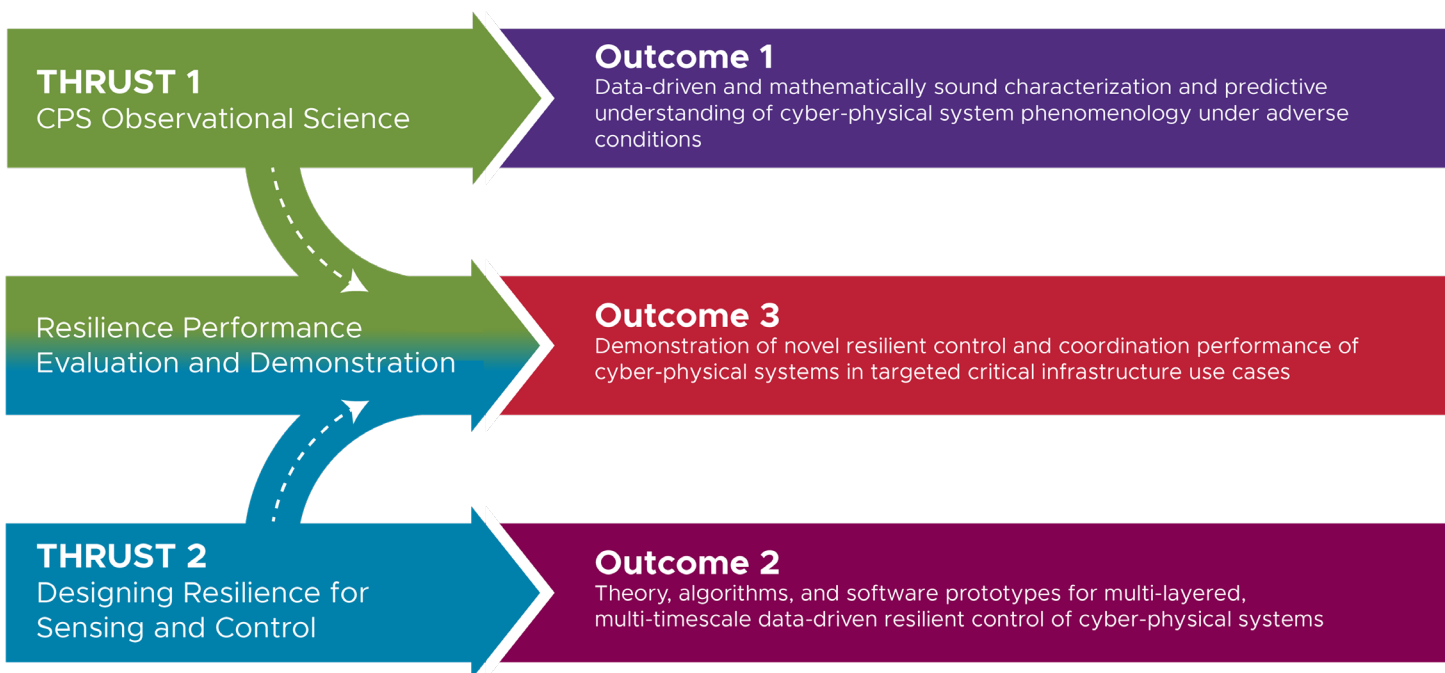 THRUST 1
CPS Observational Science
Outcome 1
Data-driven and mathematically sound characterization and predictive
understanding of cyber-physical system phenomenology under adverse
conditions
Resilience Performance
Evaluation and Demonstration
Outcome 3
Demonstration of novel resilient control and coordination performance of
cyber-physical systems in targeted critical infrastructure use cases
THRUST 2
Designing Resilience for
Sensing and Control
Outcome 2
Theory, algorithms, and software prototypes for multi-layered,
multi-timescale data-driven resilient control of cyber-physical systems